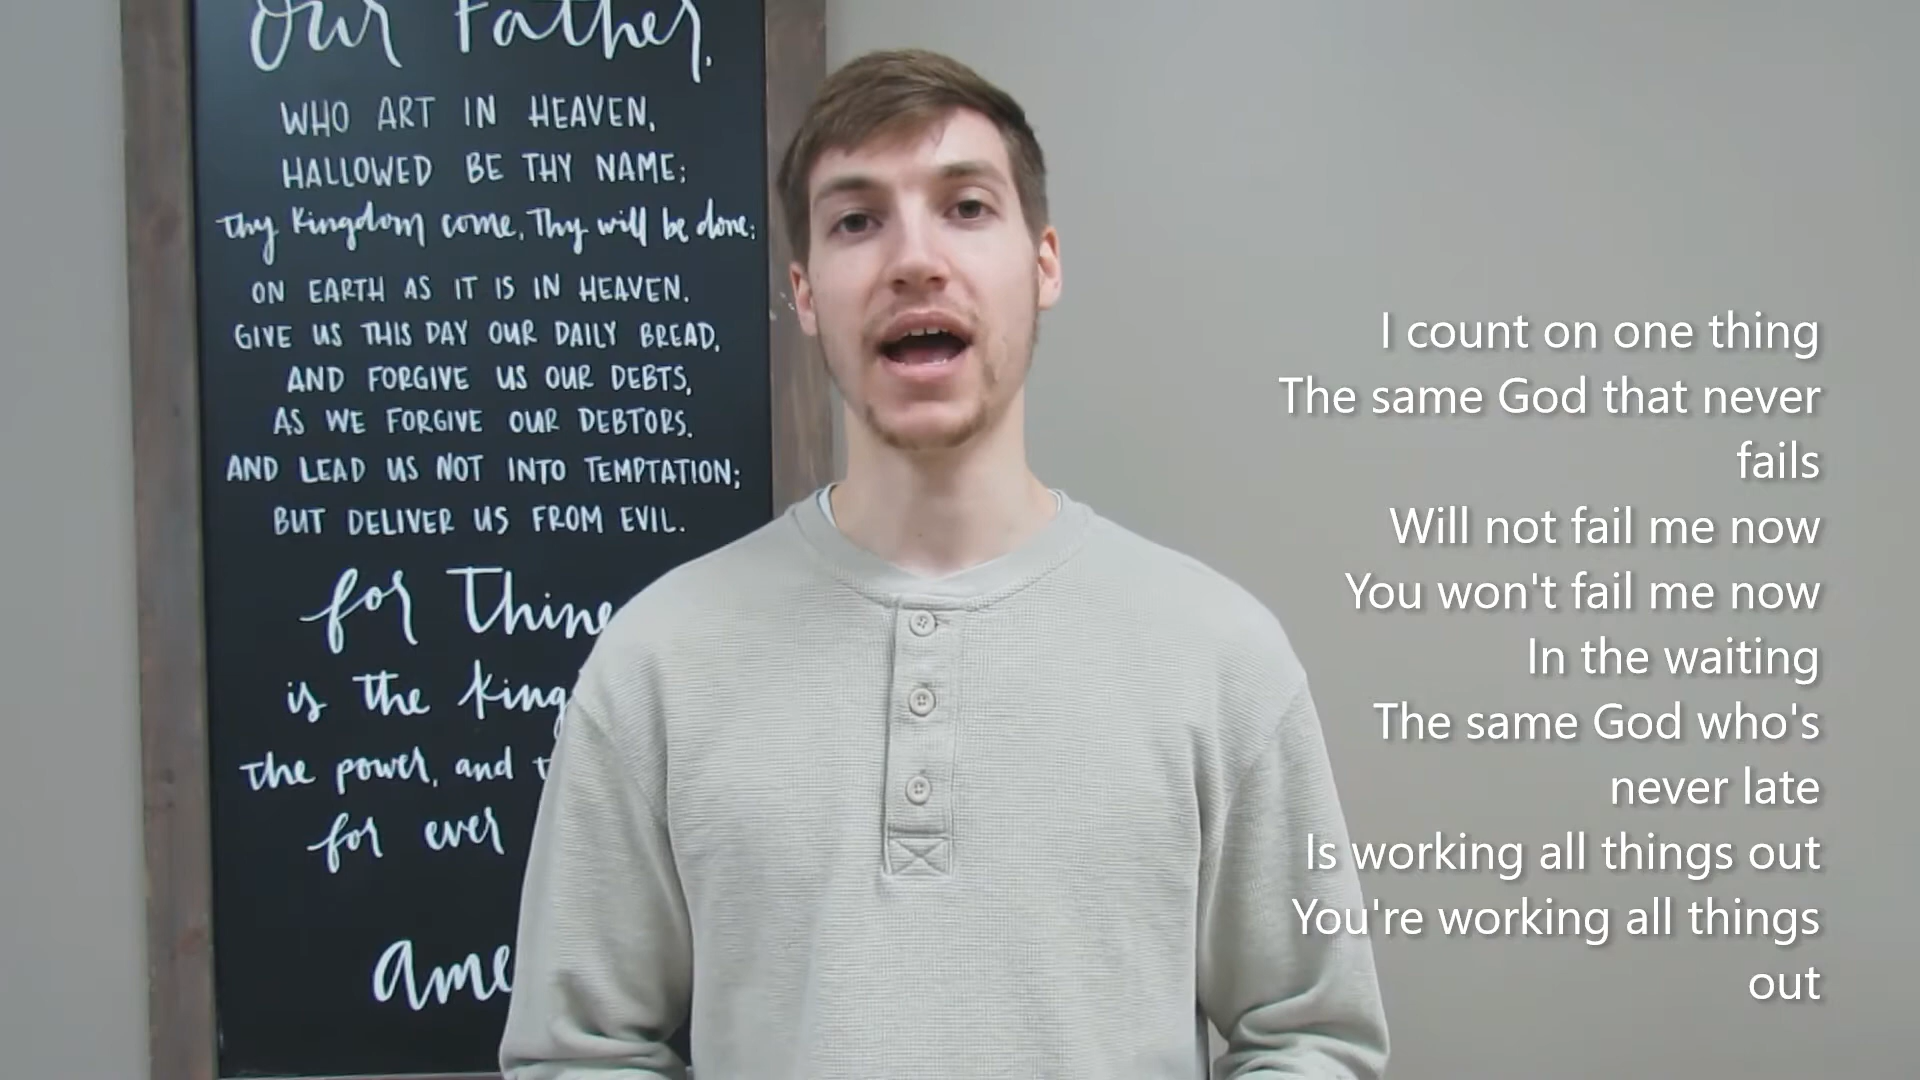 Our Father,
WHO ART IN HEAVEN,
HALLOWED BE THY NAME;
Thy Kingdom come, Thy will be done;
ON EARTH AS IT IS IN HEAVEN.
GIVE US THIS DAY OUR DAILY BREAD,
AND FORGIVE US OUR DEBTS,
AS WE FORGIVE OUR DEBTORS.
AND LEAD US NOT INTO TEMPTATION;
BUT DELIVER US FROM EVIL.
for Thine
is the
the power, and
for ever
I count on one thing
The same God that never
fails
Will not fail me now
You won't fail me now
In the waiting
The same God who's
never late
Is working all things out
You're working all things
out